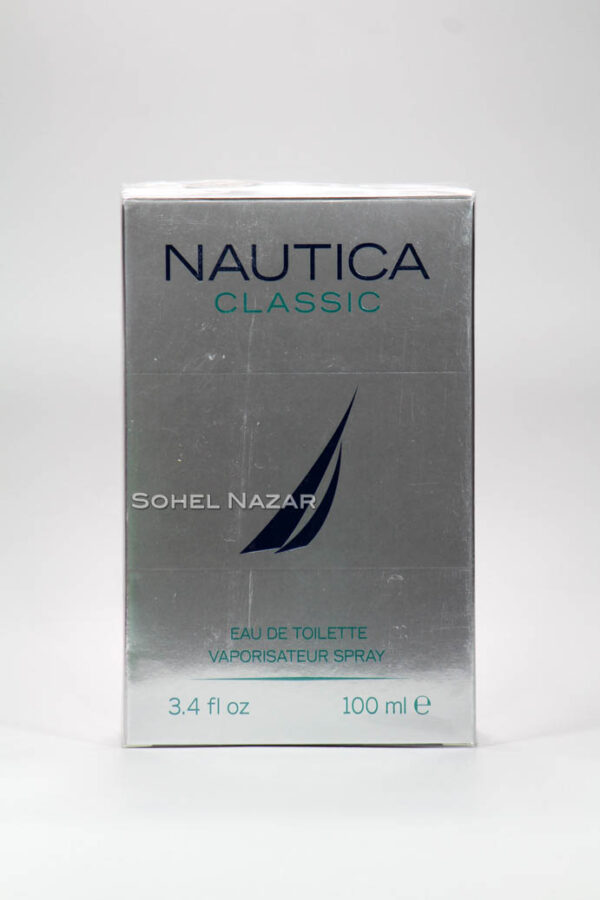 NAUTICA
CLASSIC
SOHEL NAZAR
EAU DE TOILETTE
VAPORISATEUR SPRAY
3.4 fl oz 100 ml ℮